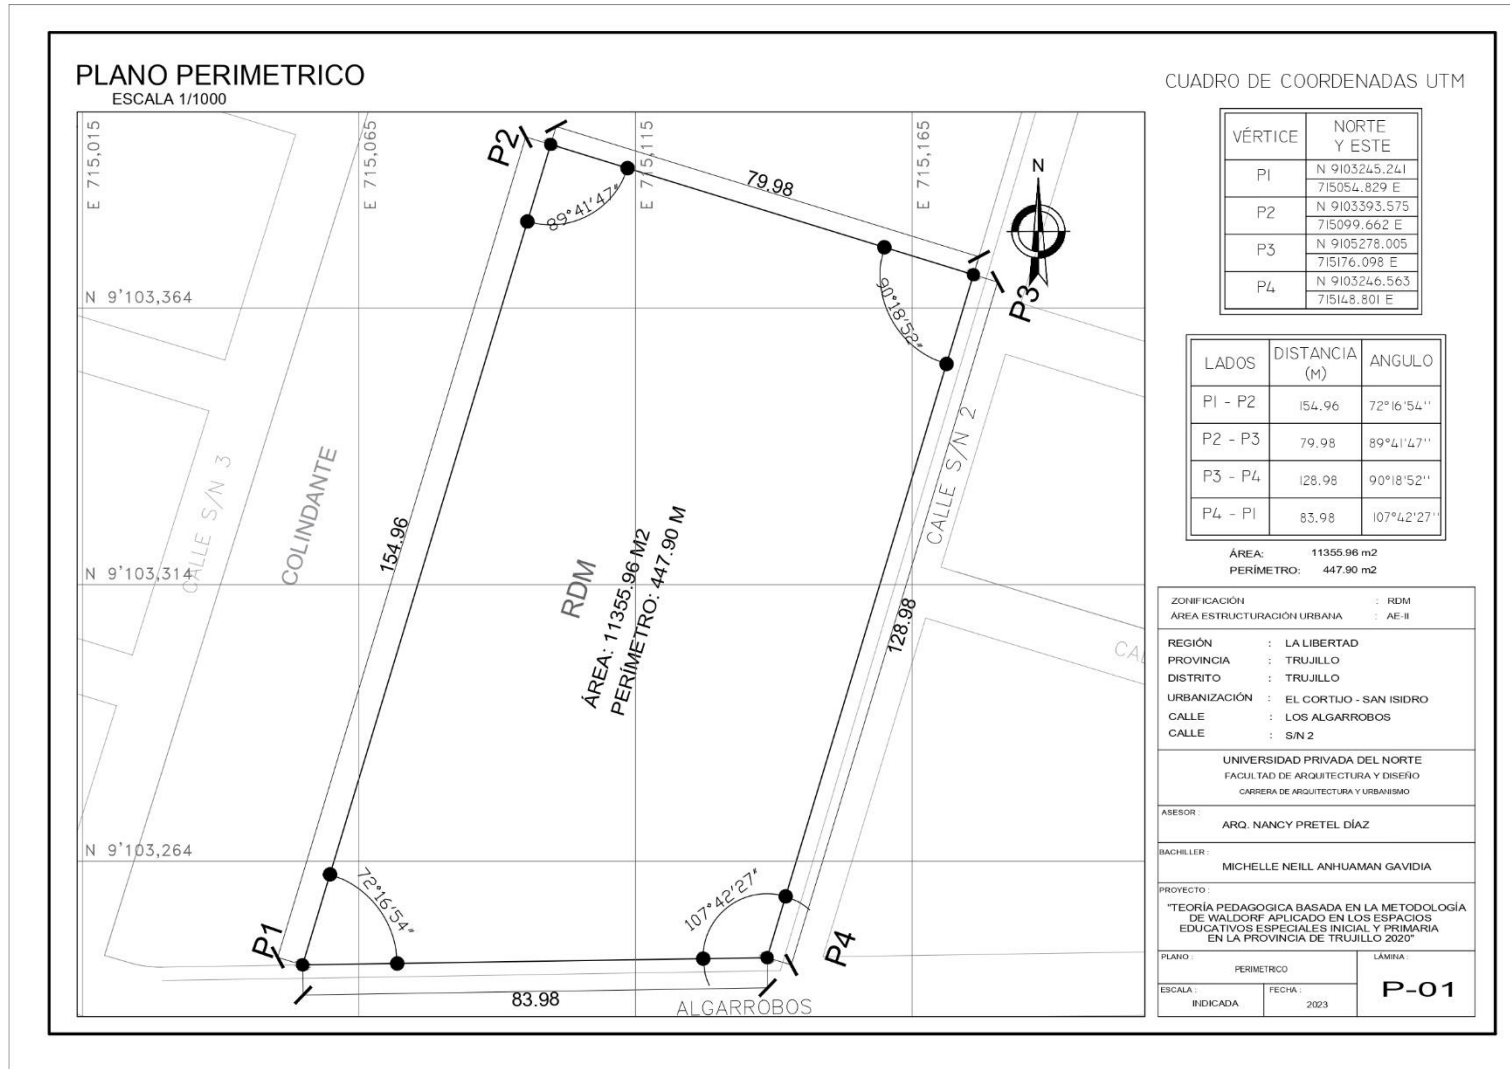 PLANO PERIMETRICO
ESCALA 1/1000
E 715,015
E 715,065
E 715,115
E 715,165
N 9'103,364
N 9'103,314
N 9'103,264
P2
79.98
89°41'47"
N
P3
90°18'52"
CALLE S/N 3
COLINDANTE
154.96
RDM
ÁREA: 11355.96 M2
PERÍMETRO: 447.90 M
CALLE S/N 2
128.98
CAL
P1
72°16'54"
107°42'27"
P4
83.98
ALGARROBOS
CUADRO DE COORDENADAS UTM
VÉRTICE NORTE Y ESTE
P1 N 9103245.241
715054.829 E
P2 N 9103393.575
715099.662 E
P3 N 9105278.005
715176.098 E
P4 N 9103246.563
715148.801 E
LADOS DISTANCIA (M) ANGULO
P1 - P2 154.96 72°16'54''
P2 - P3 79.98 89°41'47''
P3 - P4 128.98 90°18'52''
P4 - P1 83.98 107°42'27''
ÁREA: 11355.96 m2
PERÍMETRO: 447.90 m2
ZONIFICACIÓN : RDM
ÁREA ESTRUCTURACIÓN URBANA : AE-II
REGIÓN : LA LIBERTAD
PROVINCIA : TRUJILLO
DISTRITO : TRUJILLO
URBANIZACIÓN : EL CORTIJO - SAN ISIDRO
CALLE : LOS ALGARROBOS
CALLE : S/N 2
UNIVERSIDAD PRIVADA DEL NORTE
FACULTAD DE ARQUITECTURA Y DISEÑO
CARRERA DE ARQUITECTURA Y URBANISMO
ASESOR :
ARQ. NANCY PRETEL DÍAZ
BACHILLER :
MICHELLE NEILL ANHUAMAN GAVIDIA
PROYECTO :
"TEORÍA PEDAGOGICA BASADA EN LA METODOLOGÍA
DE WALDORF APLICADO EN LOS ESPACIOS
EDUCATIVOS ESPECIALES INICIAL Y PRIMARIA
EN LA PROVINCIA DE TRUJILLO 2020"
PLANO :
PERIMETRICO
LÁMINA :
P-01
ESCALA :
INDICADA
FECHA :
2023